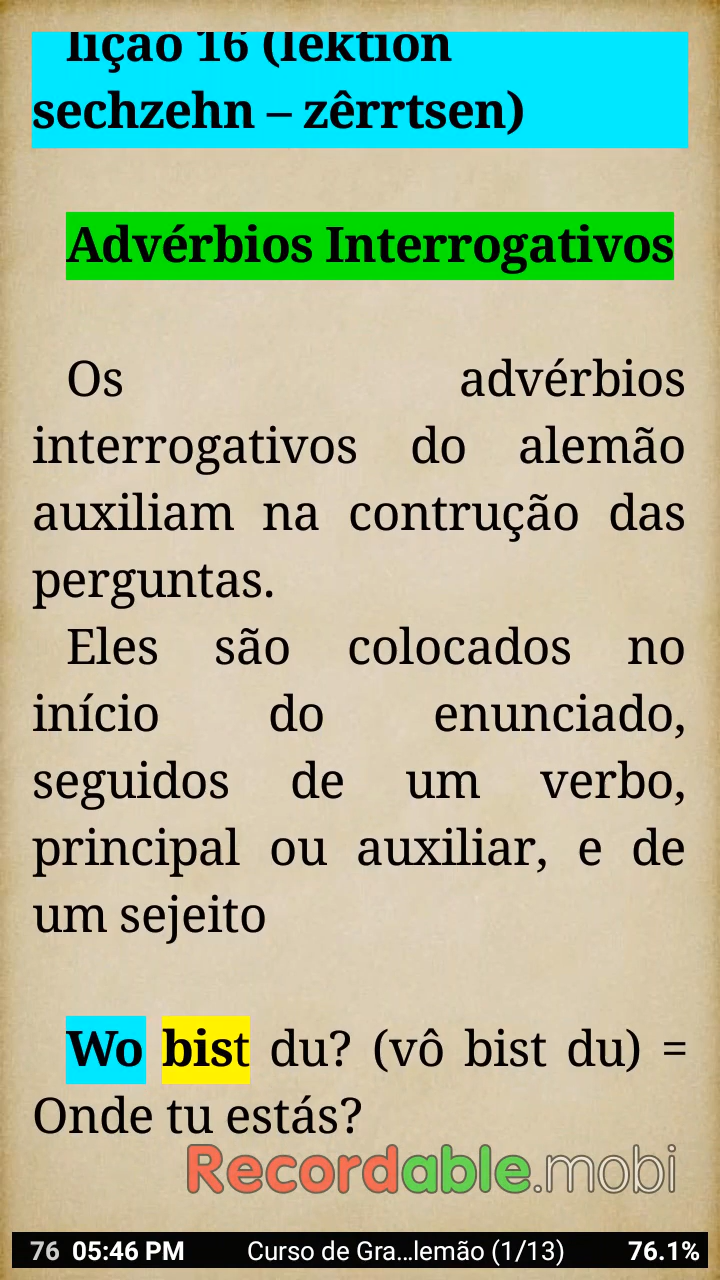 lição 16 (lektion
sechzehn – zêrrtsen)
Advérbios Interrogativos
Os advérbios
interrogativos do alemão
auxiliam na contrução das
perguntas.
Eles são colocados no
início do enunciado,
seguidos de um verbo,
principal ou auxiliar, e de
um sejeito
Wo bist du? (vô bist du) =
Onde tu estás?
Recordable.mobi
76 05:46 PM Curso de Gra...lemão (1/13) 76.1%